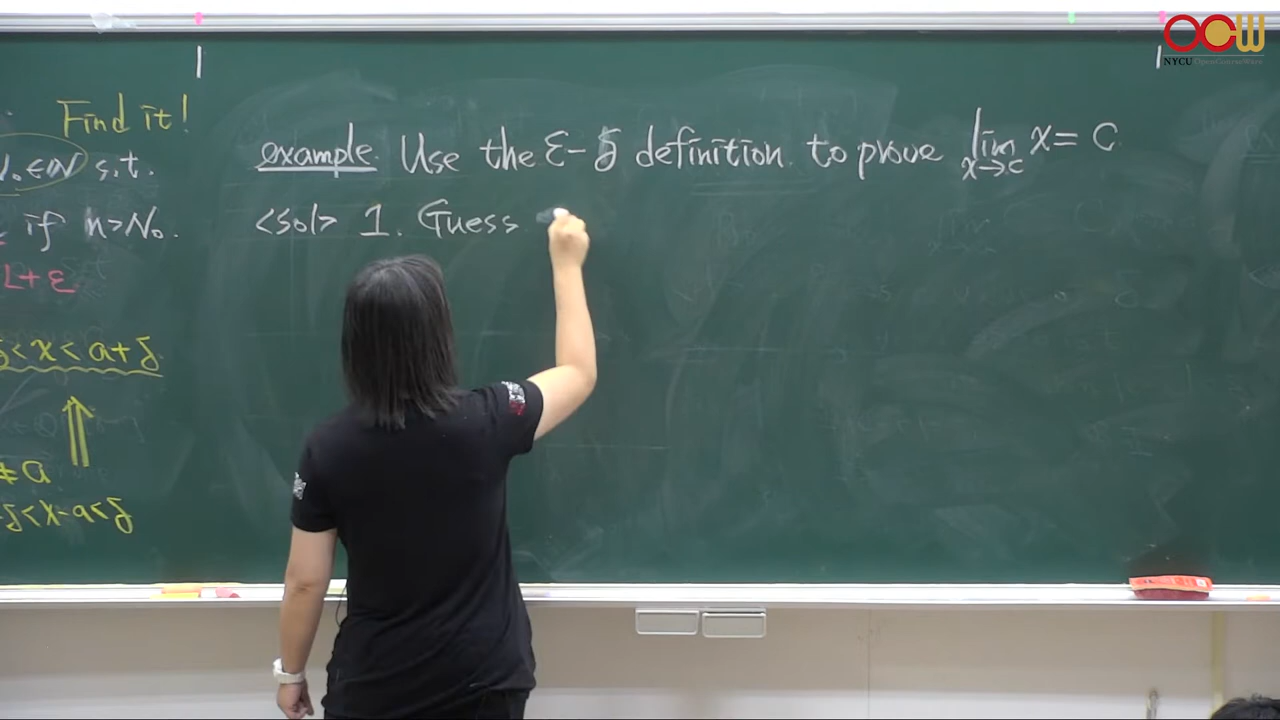 Find it!
N₀∈ℕ s.t.
if n>N₀.
L+ε
δ<x<a+δ
≠a
-δ<x-a<δ
example. Use the ε-δ definition to prove lim x→c x = c
<sol> 1. Guess
OCW
NYCU OpenCourseWare